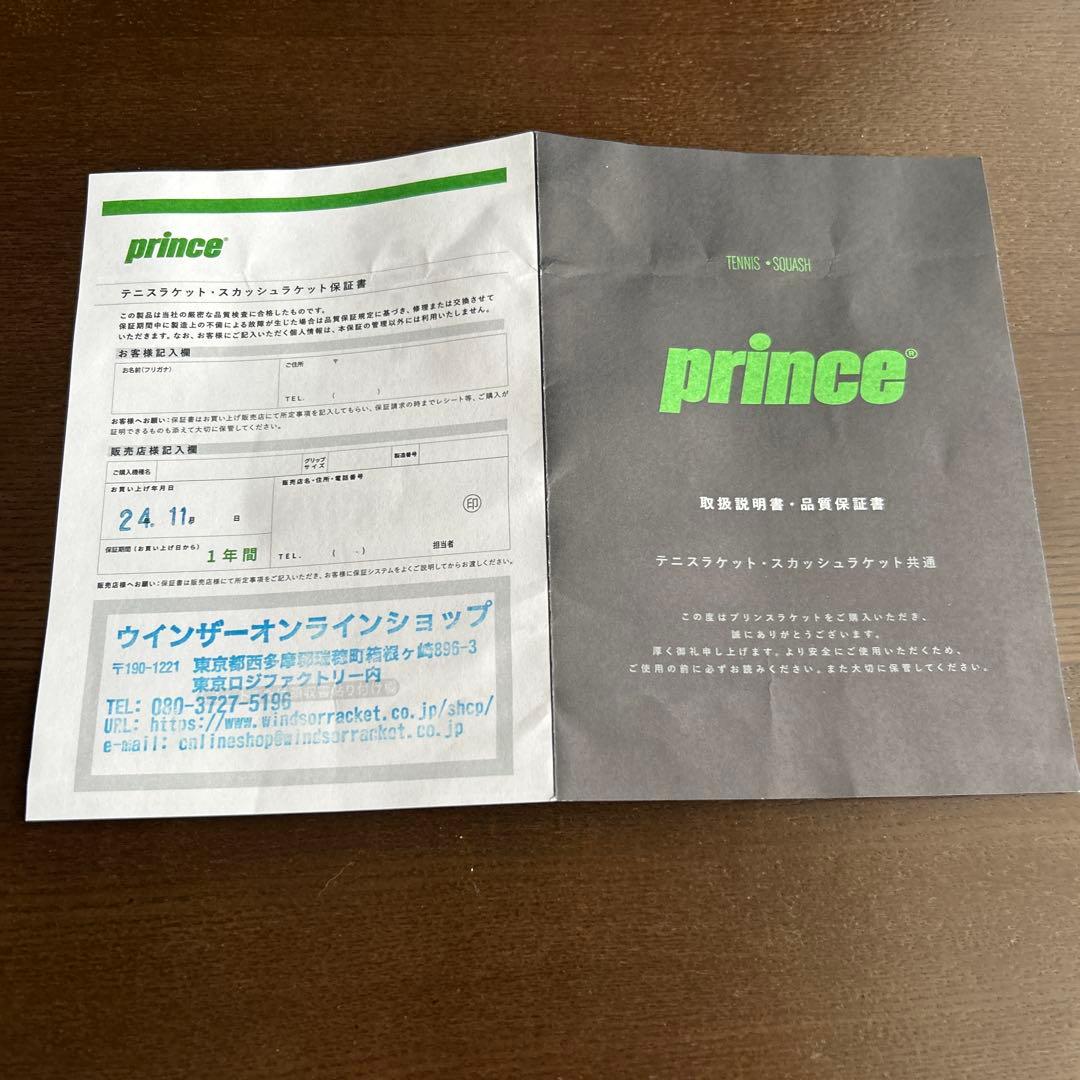 prince®
テニスラケット・スカッシュラケット保証書
この製品は当社の厳密な品質検査に合格したものです。
保証期間中に製造上の不備による故障が生じた場合は品質保証規定に基づき、修理または交換させて
いただきます。なお、お客様にご記入いただく個人情報は、本保証の管理以外には利用いたしません。
お客様記入欄
お名前(フリガナ)
ご住所 〒
TEL. ( )
お客様へお願い:保証書はお買い上げ販売店にて所定事項を記入してもらい、保証請求の時までレシート等、ご購入が
証明できるものも添えて大切に保管してください。
販売店様記入欄
ご購入機種名
グリップ
サイズ
製造番号
お買い上げ年月日
24年 11月 日
販売店名・住所・電話番号
印
保証期間(お買い上げ日から) 1年間
TEL. ( )
担当者
販売店様へお願い:保証書は販売店様にて所定事項をご記入いただき、お客様に保証システムをよくご説明してからお渡しください。
ウインザーオンラインショップ
〒190-1221 東京都西多摩郡瑞穂町箱根ヶ崎896-3
東京ロジファクトリー内
TEL: 080-3727-5196
URL: https://www.windsorracket.co.jp/shop/
e-mail: onlineshop@windsorracket.co.jp
TENNIS • SQUASH
prince®
取扱説明書・品質保証書
テニスラケット・スカッシュラケット共通
この度はプリンスラケットをご購入いただき、
誠にありがとうございます。
厚く御礼申し上げます。より安全にご使用いただくため、
ご使用の前に必ずお読みください。また大切に保管してください。